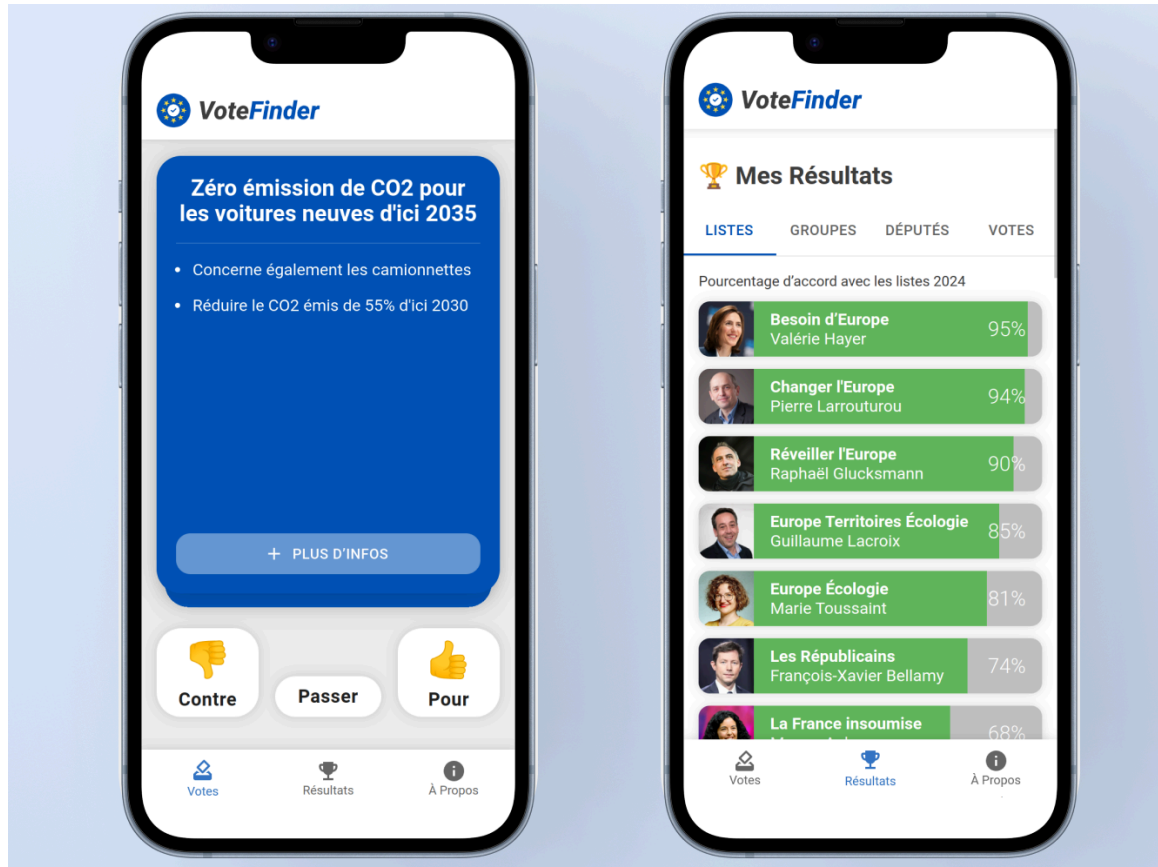 VoteFinder
Zéro émission de CO2 pour
les voitures neuves d'ici 2035
• Concerne également les camionnettes
• Réduire le CO2 émis de 55% d'ici 2030
+ PLUS D'INFOS
Contre
Passer
Pour
Votes
Résultats
À Propos
VoteFinder
Mes Résultats
LISTES GROUPES DÉPUTÉS VOTES
Pourcentage d’accord avec les listes 2024
Besoin d’Europe
Valérie Hayer
95%
Changer l'Europe
Pierre Larrouturou
94%
Réveiller l'Europe
Raphaël Glucksmann
90%
Europe Territoires Écologie
Guillaume Lacroix
85%
Europe Écologie
Marie Toussaint
81%
Les Républicains
François-Xavier Bellamy
74%
La France insoumise
68%
Votes
Résultats
À Propos